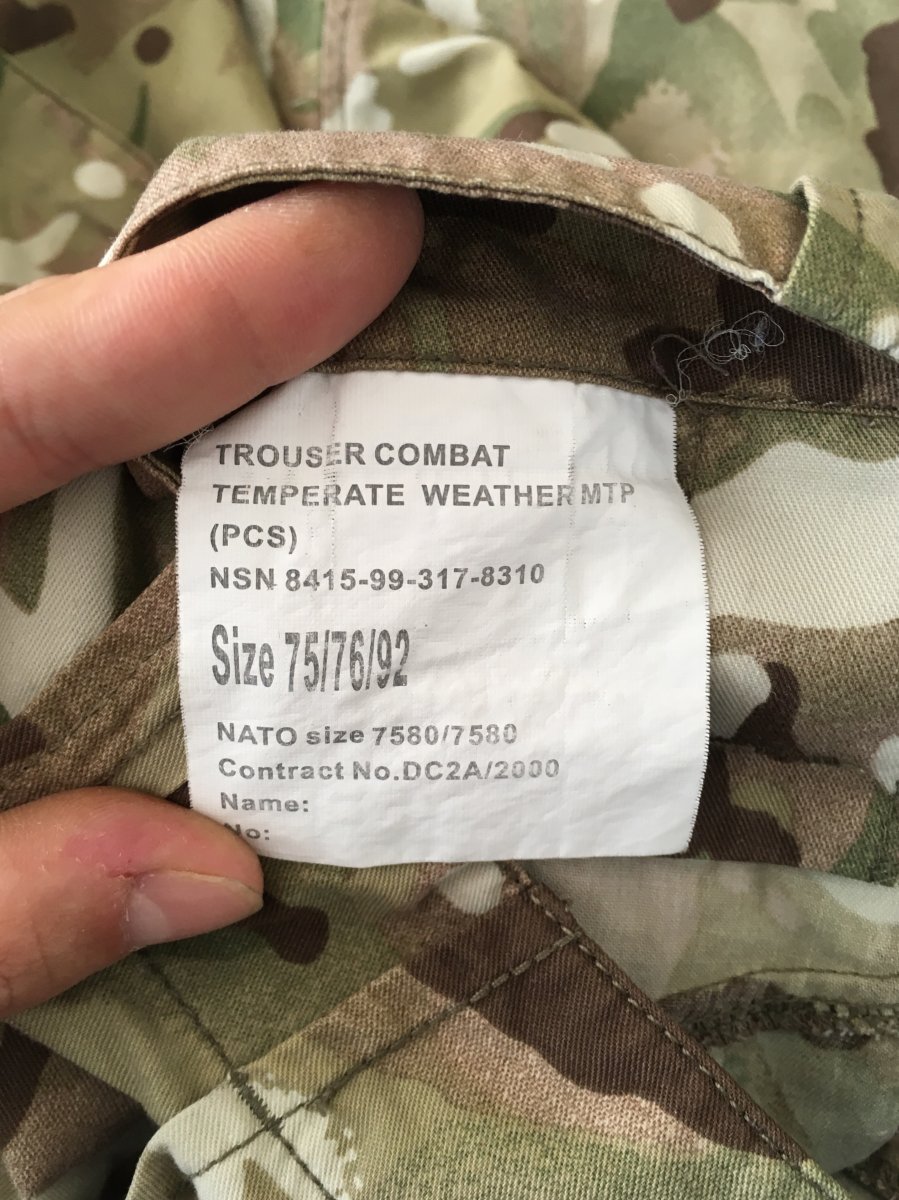 TROUSER COMBAT
TEMPERATE WEATHER MTP
(PCS)
NSN 8415-99-317-8310
Size 75/76/92
NATO size 7580/7580
Contract No.DC2A/2000
Name:
No: